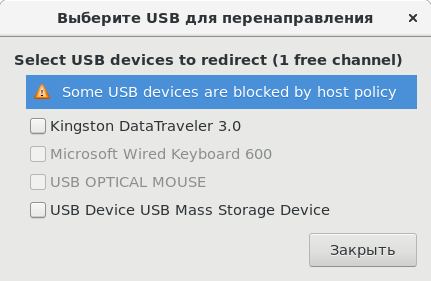 Выберите USB для перенаправления
Select USB devices to redirect (1 free channel)
Some USB devices are blocked by host policy
Kingston DataTraveler 3.0
Microsoft Wired Keyboard 600
USB OPTICAL MOUSE
USB Device USB Mass Storage Device
Закрыть